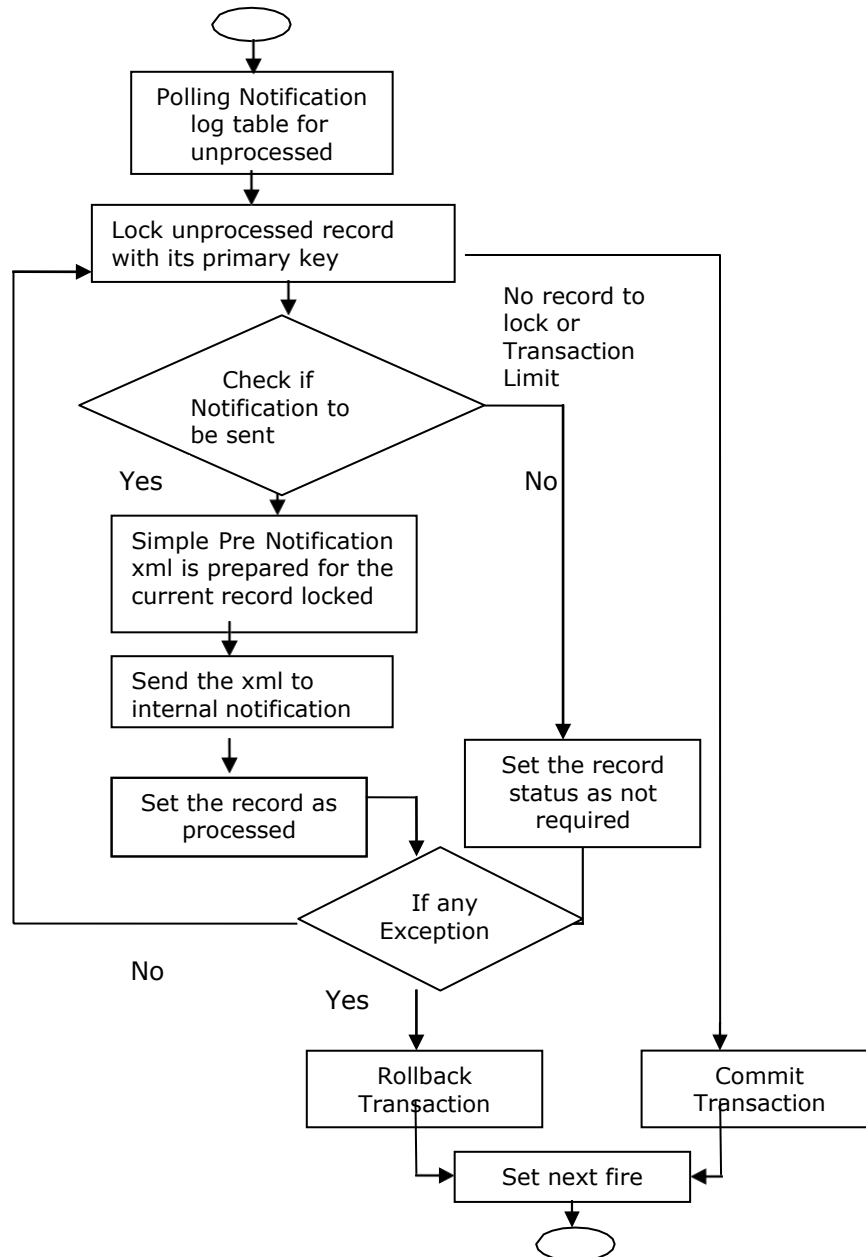 Polling Notification
log table for
unprocessed
Lock unprocessed record
with its primary key
No record to
lock or
Transaction
Limit
Check if
Notification to
be sent
Yes
No
Simple Pre Notification
xml is prepared for the
current record locked
Send the xml to
internal notification
Set the record
status as not
required
Set the record as
processed
If any
Exception
No
Yes
Rollback
Transaction
Commit
Transaction
Set next fire